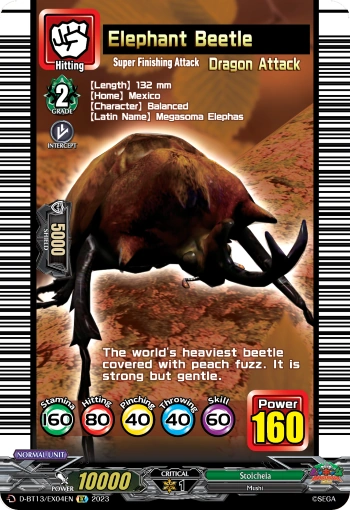 Elephant Beetle
Hitting
Super Finishing Attack Dragon Attack
2
GRADE
INTERCEPT
【Length】 132 mm
【Home】 Mexico
【Character】 Balanced
【Latin Name】 Megasoma Elephas
5000
SHIELD
The world's heaviest beetle
covered with peach fuzz. It is
strong but gentle.
Stamina Hitting Pinching Throwing Skill
160 80 40 40 60
Power
160
NORMAL UNIT
POWER 10000
CRITICAL
1
Stoicheia
Mushi
D-BT13/EX04EN EX 2023
©SEGA